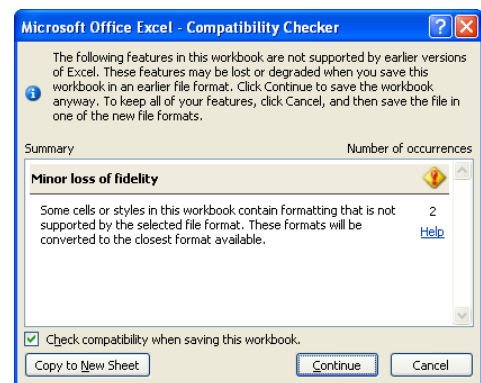 Microsoft Office Excel - Compatibility Checker
The following features in this workbook are not supported by earlier versions
of Excel. These features may be lost or degraded when you save this
workbook in an earlier file format. Click Continue to save the workbook
anyway. To keep all of your features, click Cancel, and then save the file in
one of the new file formats.
Summary Number of occurrences
Minor loss of fidelity
Some cells or styles in this workbook contain formatting that is not 2
supported by the selected file format. These formats will be Help
converted to the closest format available.
Check compatibility when saving this workbook.
Copy to New Sheet Continue Cancel